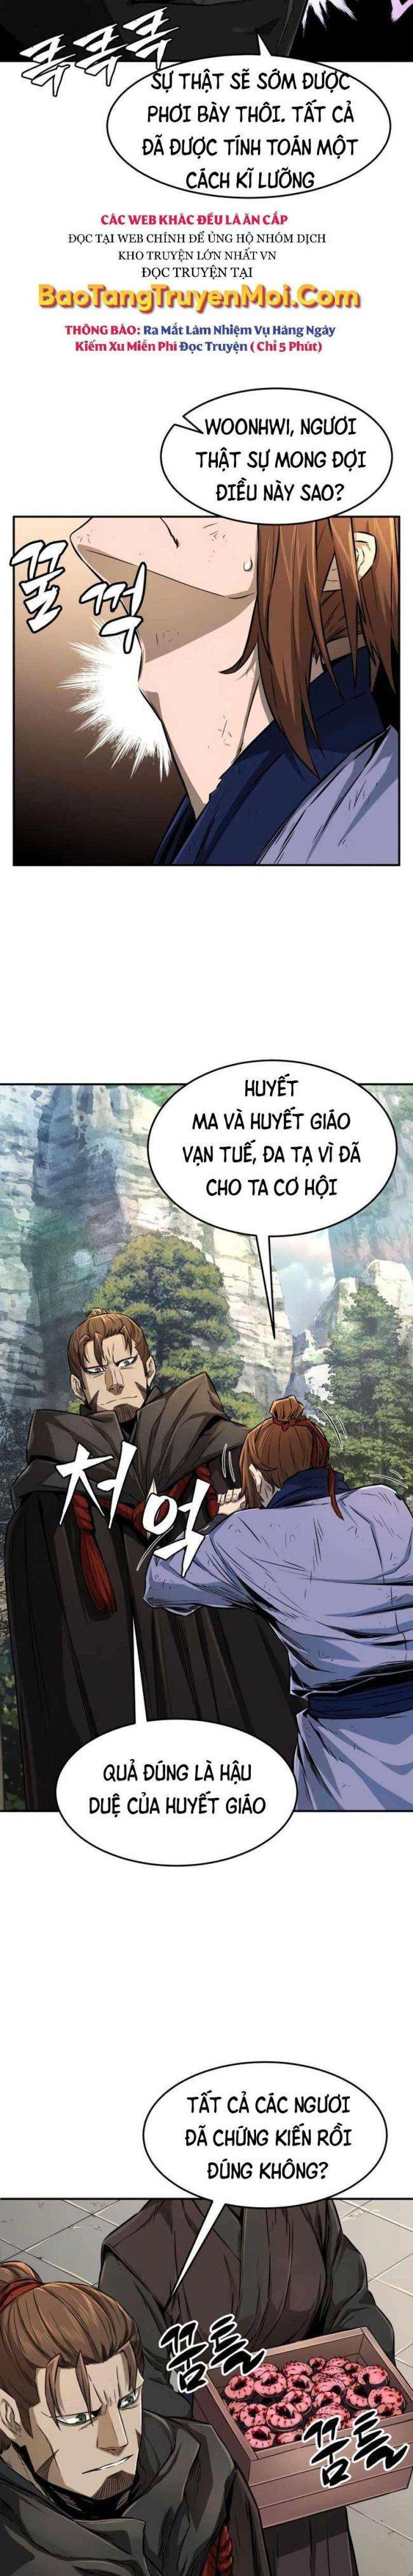 큭큭큭
SỰ THẬT SẼ SỚM ĐƯỢC
PHƠI BÀY THÔI. TẤT CẢ
ĐÃ ĐƯỢC TÍNH TOÁN MỘT
CÁCH KĨ LƯỠNG
CÁC WEB KHÁC ĐỀU LÀ ĂN CẮP
ĐỌC TẠI WEB CHÍNH ĐỂ ỦNG HỘ NHÓM DỊCH
KHO TRUYỆN LỚN NHẤT VN
ĐỌC TRUYỆN TẠI
BaoTangTruyenMoi.Com
THÔNG BÁO: Ra Mắt Làm Nhiệm Vụ Hàng Ngày
Kiếm Xu Miễn Phí Đọc Truyện ( Chỉ 5 Phút)
WOONHWI, NGƯƠI
THẬT SỰ MONG ĐỢI
ĐIỀU NÀY SAO?
꿀꺽
HUYẾT
MA VÀ HUYẾT GIÁO
VẠN TUẾ, ĐA TẠ VÌ ĐÃ
CHO TA CƠ HỘI
저억
QUẢ ĐÚNG LÀ HẬU
DUỆ CỦA HUYẾT GIÁO
TẤT CẢ CÁC NGƯƠI
ĐÃ CHỨNG KIẾN RỒI
ĐÚNG KHÔNG?
꿈틀
꿈틀